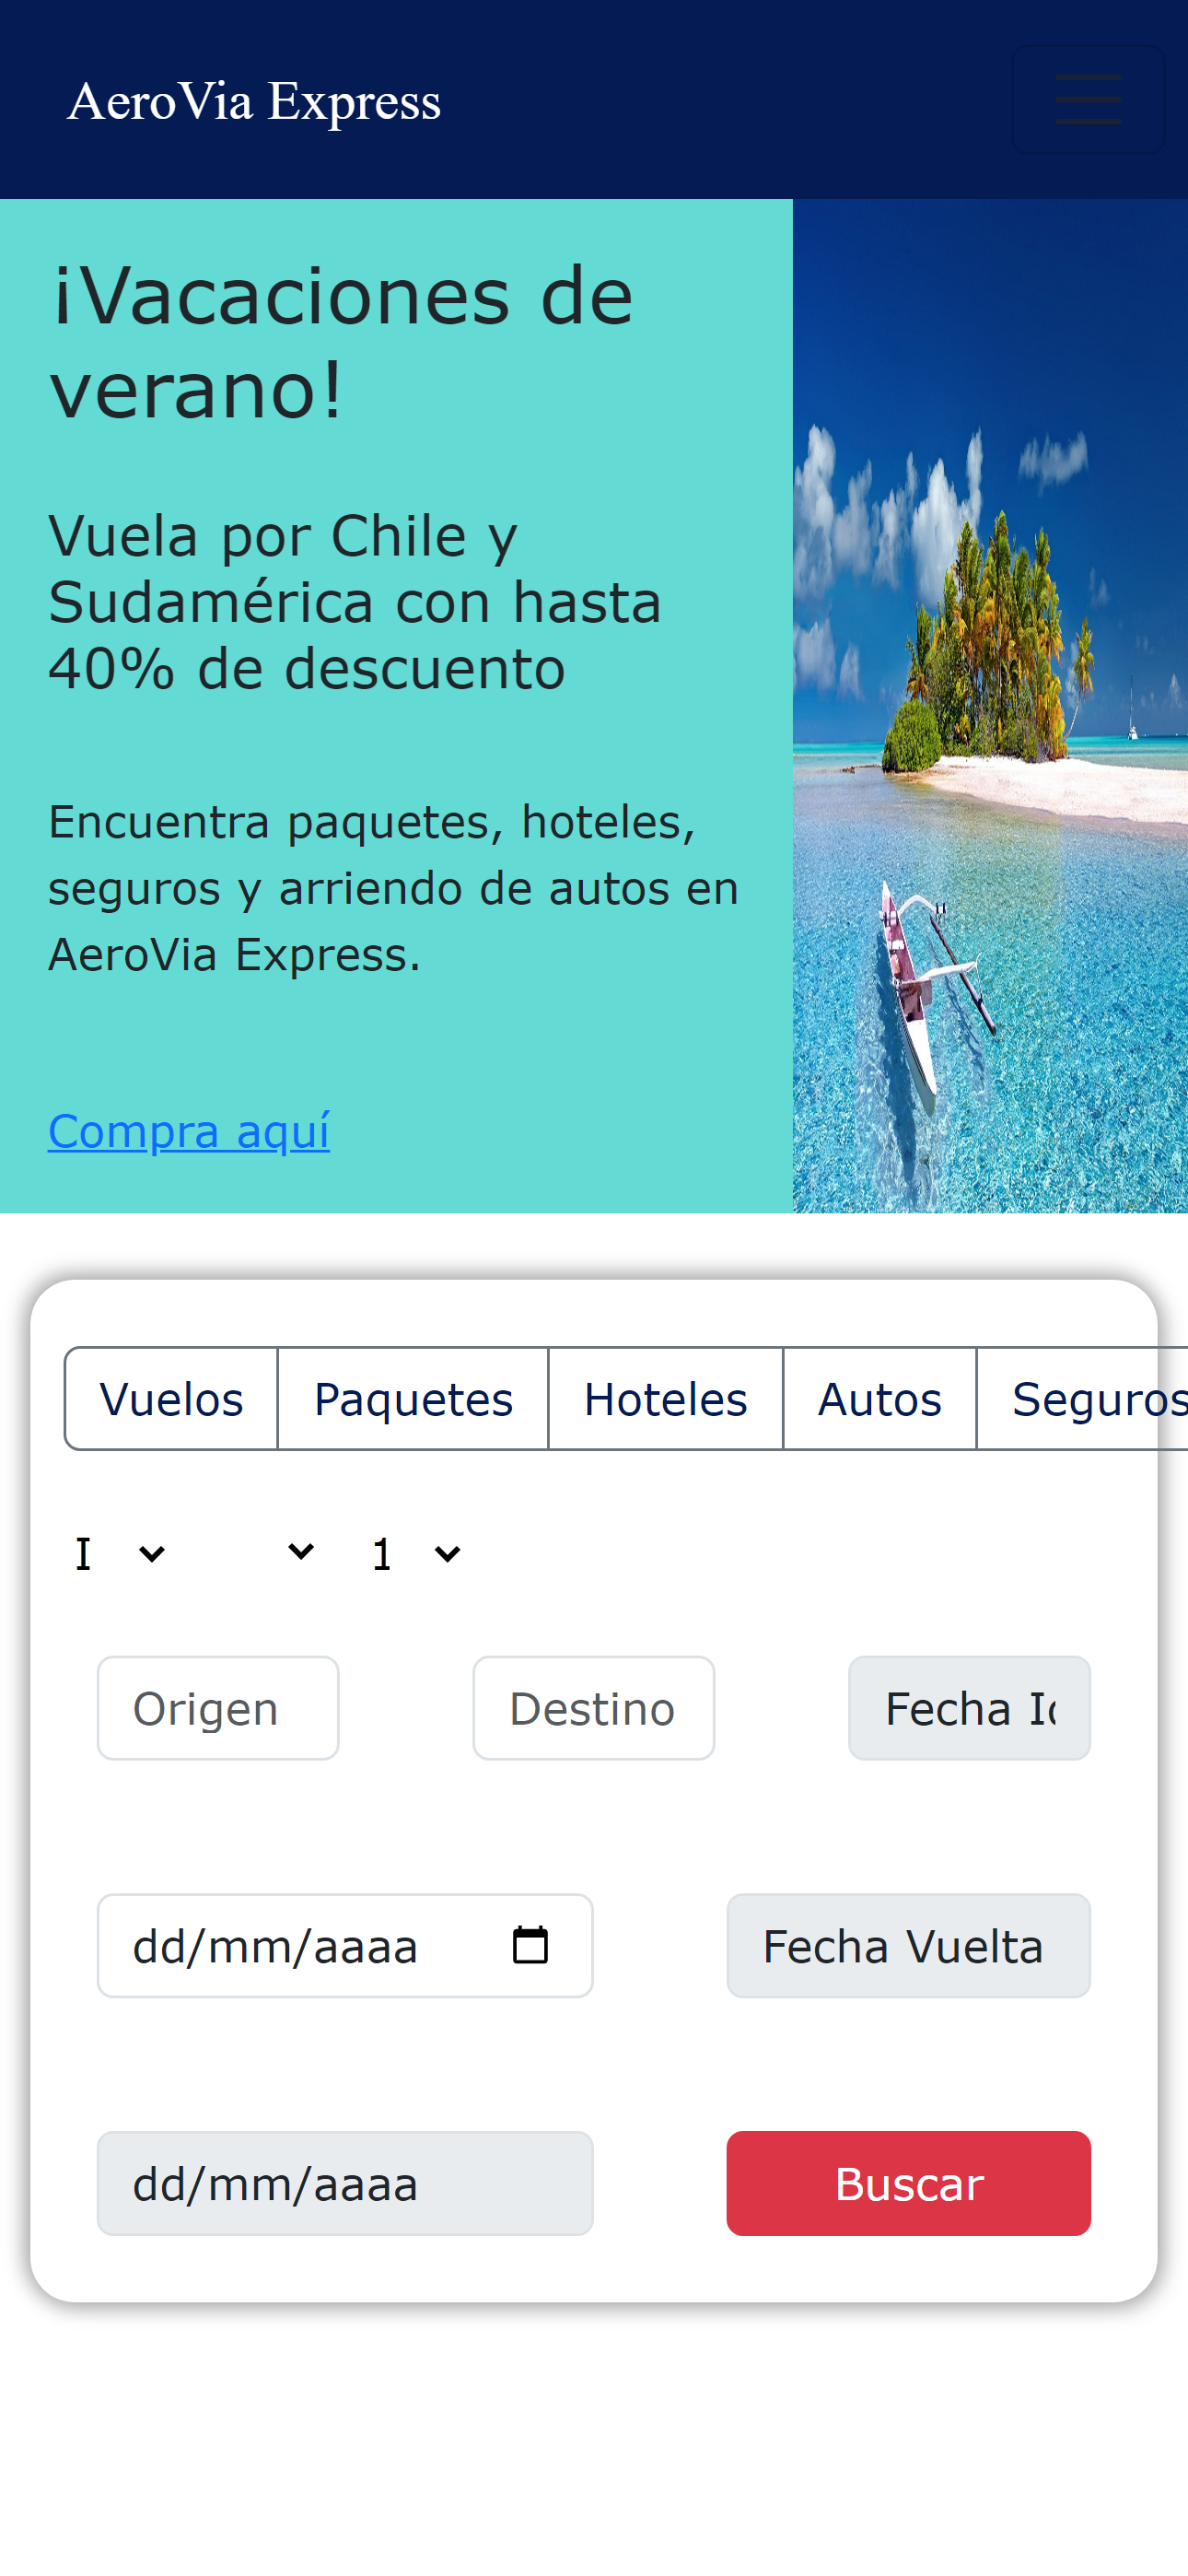 AeroVia Express
¡Vacaciones de
verano!
Vuela por Chile y
Sudamérica con hasta
40% de descuento
Encuentra paquetes, hoteles,
seguros y arriendo de autos en
AeroVia Express.
Compra aquí
Vuelos Paquetes Hoteles Autos Seguros
I 1
Origen Destino Fecha
dd/mm/aaaa Fecha Vuelta
dd/mm/aaaa Buscar